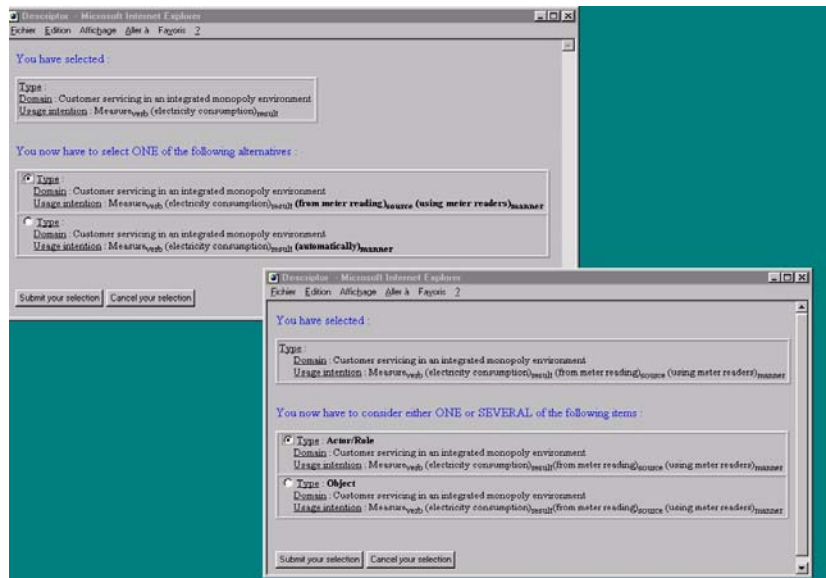 Descriptor - Microsoft Internet Explorer
Fichier Edition Affichage Aller à Favoris ?
You have selected :
Type :
Domain : Customer servicing in an integrated monopoly environment
Usage intention : Measureverb (electricity consumption)result
You now have to select ONE of the following alternatives :
Type :
Domain : Customer servicing in an integrated monopoly environment
Usage intention : Measureverb (electricity consumption)result (from meter reading)source (using meter readers)manner
Type :
Domain : Customer servicing in an integrated monopoly environment
Usage intention : Measureverb (electricity consumption)result (automatically)manner
Submit your selection Cancel your selection
Descriptor - Microsoft Internet Explorer
Fichier Edition Affichage Aller à Favoris ?
You have selected :
Type :
Domain : Customer servicing in an integrated monopoly environment
Usage intention : Measureverb (electricity consumption)result (from meter reading)source (using meter readers)manner
You now have to consider either ONE or SEVERAL of the following items :
Type : Actor/Role
Domain : Customer servicing in an integrated monopoly environment
Usage intention : Measureverb (electricity consumption)result(from meter reading)source (using meter readers)manner
Type : Object
Domain : Customer servicing in an integrated monopoly environment
Usage intention : Measureverb (electricity consumption)result(from meter reading)source (using meter readers)manner
Submit your selection Cancel your selection